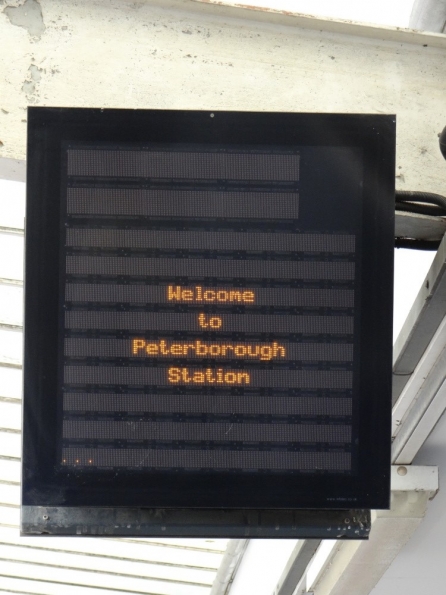 Welcome
to
Peterborough
Station
...